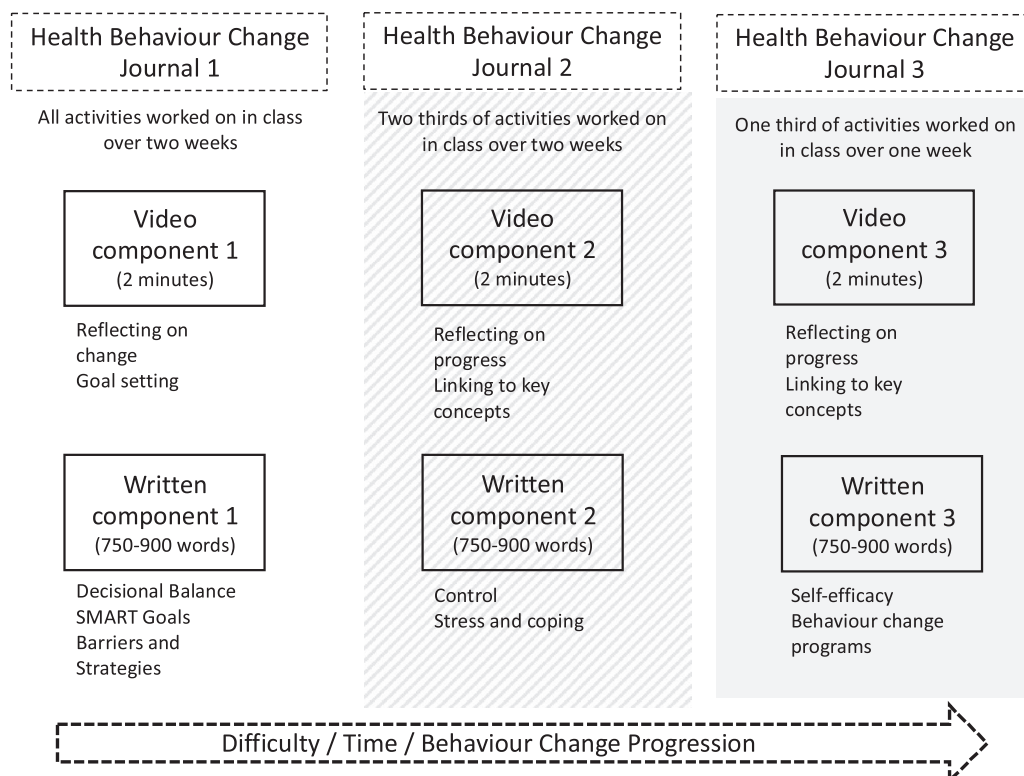 Health Behaviour Change
Journal 1
All activities worked on in class
over two weeks
Video
component 1
(2 minutes)
Reflecting on
change
Goal setting
Written
component 1
(750-900 words)
Decisional Balance
SMART Goals
Barriers and
Strategies
Health Behaviour Change
Journal 2
Two thirds of activities worked on
in class over two weeks
Video
component 2
(2 minutes)
Reflecting on
progress
Linking to key
concepts
Written
component 2
(750-900 words)
Control
Stress and coping
Health Behaviour Change
Journal 3
One third of activities worked on
in class over one week
Video
component 3
(2 minutes)
Reflecting on
progress
Linking to key
concepts
Written
component 3
(750-900 words)
Self-efficacy
Behaviour change
programs
Difficulty / Time / Behaviour Change Progression